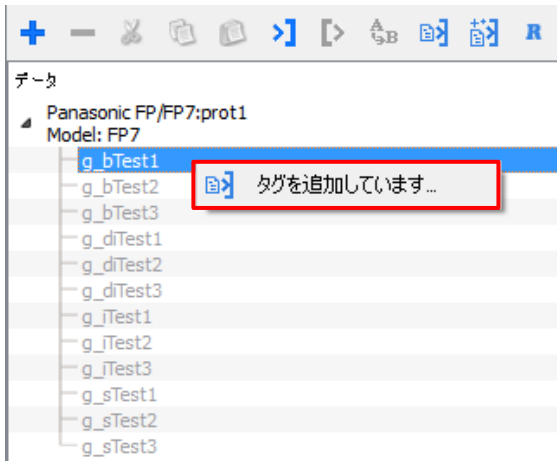 A
B
R
データ
Panasonic FP/FP7:prot1
Model: FP7
g_bTest1
タグを追加しています...
g_bTest2
g_bTest3
g_diTest1
g_diTest2
g_diTest3
g_iTest1
g_iTest2
g_iTest3
g_sTest1
g_sTest2
g_sTest3